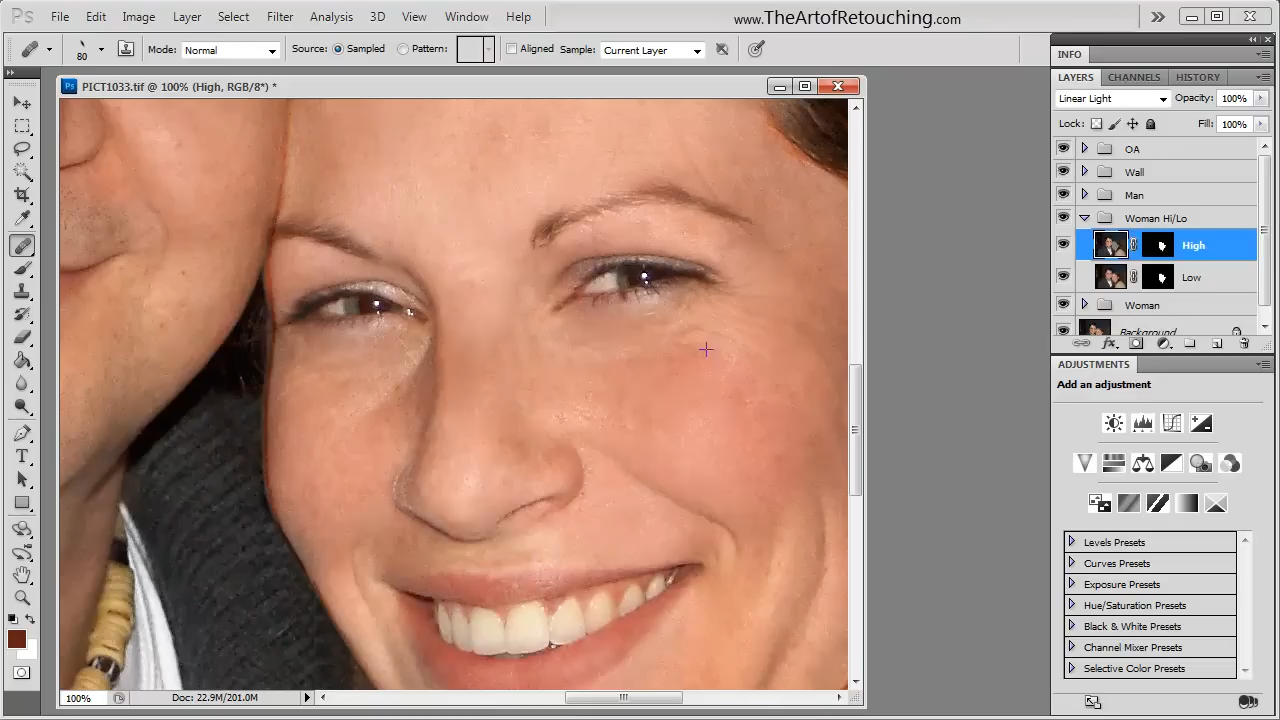 Ps File Edit Image Layer Select Filter Analysis 3D View Window Help www.TheArtofRetouching.com
80 Mode: Normal Source: Sampled Pattern: Aligned Sample: Current Layer
PICT1033.tif @ 100% (High, RGB/8*) *
INFO
LAYERS CHANNELS HISTORY
Linear Light Opacity: 100%
Lock: Fill: 100%
OA
Wall
Man
Woman Hi/Lo
High
Low
Woman
Background
ADJUSTMENTS
Add an adjustment
Levels Presets
Curves Presets
Exposure Presets
Hue/Saturation Presets
Black & White Presets
Channel Mixer Presets
Selective Color Presets
100% Doc: 22.9M/201.0M